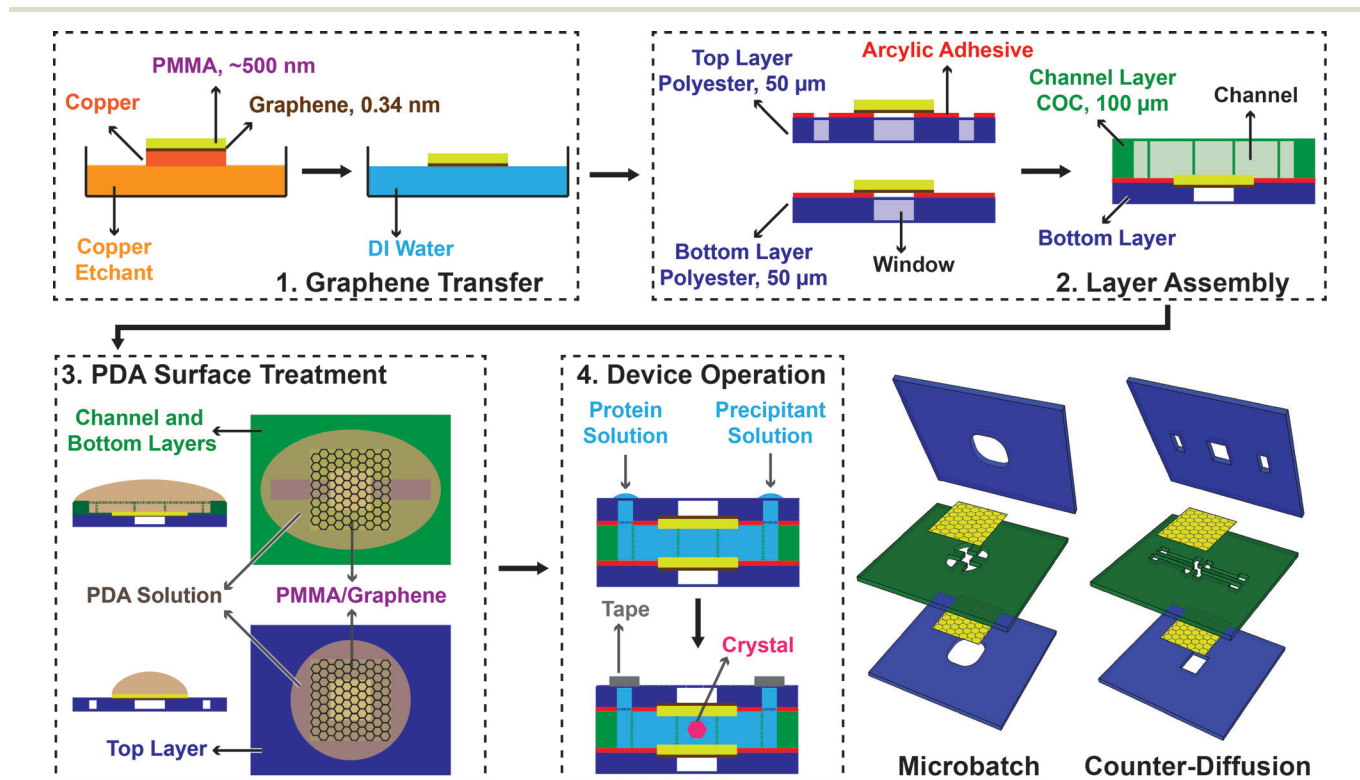 PMMA, ~500 nm
Copper
Graphene, 0.34 nm
Copper
Etchant
DI Water
1. Graphene Transfer
Top Layer
Polyester, 50 µm
Arcylic Adhesive
Channel Layer
COC, 100 µm
Channel
Bottom Layer
Polyester, 50 µm
Window
Bottom Layer
2. Layer Assembly
3. PDA Surface Treatment
Channel and
Bottom Layers
PDA Solution
PMMA/Graphene
Top Layer
4. Device Operation
Protein
Solution
Precipitant
Solution
Tape
Crystal
Microbatch
Counter-Diffusion